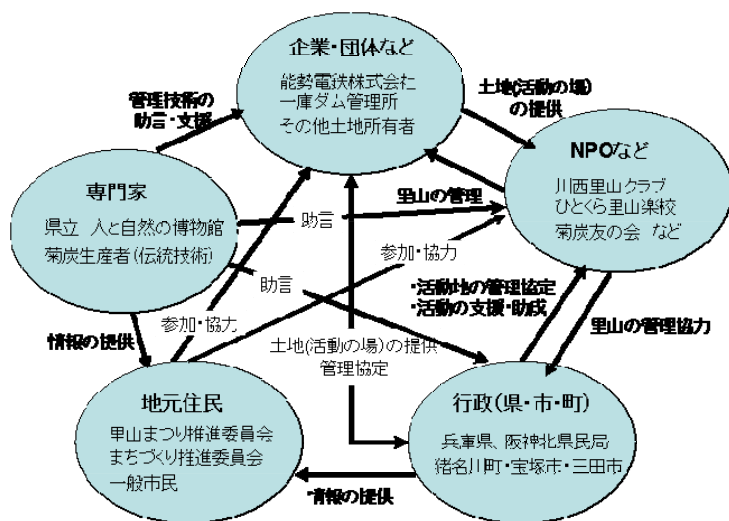 企業・団体など
能勢電鉄株式会社
一庫ダム管理所
その他土地所有者
管理技術の
助言・支援
土地(活動の場)
の提供
専門家
県立 人と自然の博物館
菊炭生産者(伝統技術)
NPOなど
川西里山クラブ
ひとくら里山楽校
菊炭友の会 など
里山の管理
助言
参加・協力
助言
・活動地の管理協定
・活動の支援・助成
参加・協力
情報の提供
土地(活動の場)の提供
管理協定
里山の管理協力
地元住民
里山まつり推進委員会
まちづくり推進委員会
一般市民
行政(県・市・町)
兵庫県、阪神北県民局
猪名川町・宝塚市・三田市
情報の提供